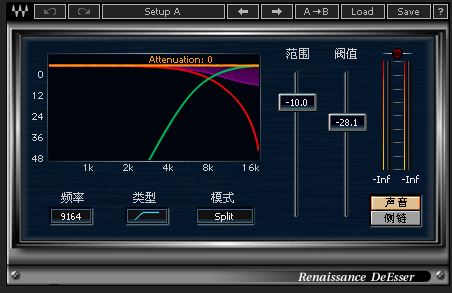 Setup A
A→B
Load
Save
?
Attenuation: 0
0
12
24
36
48
1k 2k 4k 8k 16k
范围
阀值
-10.0
-28.1
-Inf -Inf
频率
类型
模式
9164
Split
声音
侧链
Renaissance DeEsser